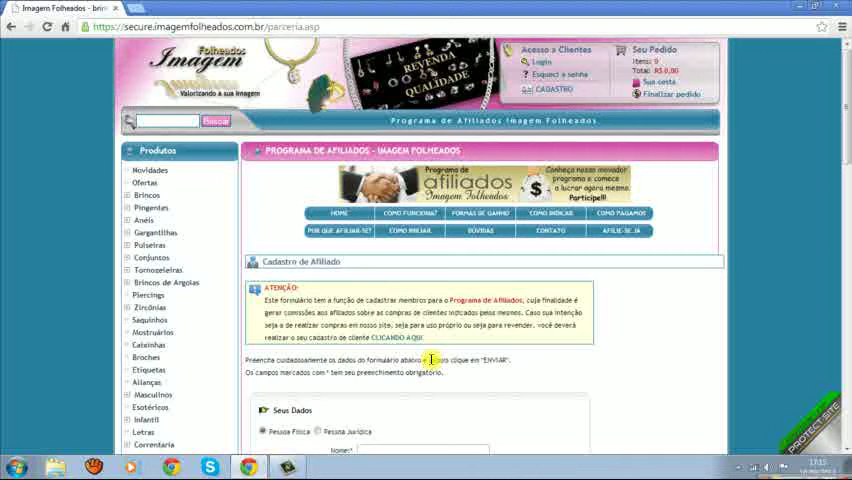 Imagem Folheados - brin
https://secure.imagemfolheados.com.br/parceria.asp
Folheados
Imagem
Valorizando a sua imagem
REVENDA
QUALIDADE
Acesso a Clientes
Login
Esqueci a senha
CADASTRO
Seu Pedido
Itens: 0
Total: R$ 0,00
Sua conta
Finalizar pedido
Buscar
Programa de Afiliados Imagem Folheados
Produtos
Novidades
Ofertas
Brincos
Pingentes
Anéis
Gargantilhas
Pulseiras
Conjuntos
Tornozeleiras
Brincos de Argolas
Piercings
Zircônias
Saquinhos
Mostruários
Caixinhas
Broches
Etiquetas
Alianças
Masculinos
Esotéricos
Infantil
Letras
Correntaria
PROGRAMA DE AFILIADOS - IMAGEM FOLHEADOS
Programa de
afiliados
Imagem Folheados
Conheça nosso inovador
programa e comece
a lucrar agora mesmo.
Participe!!
HOME COMO FUNCIONA? FORMAS DE GANHO COMO INDICAR COMO PAGAMOS
POR QUE AFILIAR-SE? COMO INICIAR DÚVIDAS CONTATO AFILIE-SE JÁ
Cadastro de Afiliado
ATENÇÃO:
Este formulário tem a função de cadastrar membros para o Programa de Afiliados, cuja finalidade é
gerar comissões aos afiliados sobre as compras de clientes indicados pelos mesmos. Caso sua intenção
seja a de realizar compras em nosso site, seja para uso próprio ou seja para revender, você deverá
realizar o seu cadastro de cliente CLICANDO AQUI
Preencha cuidadosamente os dados do formulário abaixo e clique em "ENVIAR".
Os campos marcados com * tem seu preenchimento obrigatório.
Seus Dados
Pessoa Física Pessoa Jurídica
Nome:*
PROTECT SITE
17:15